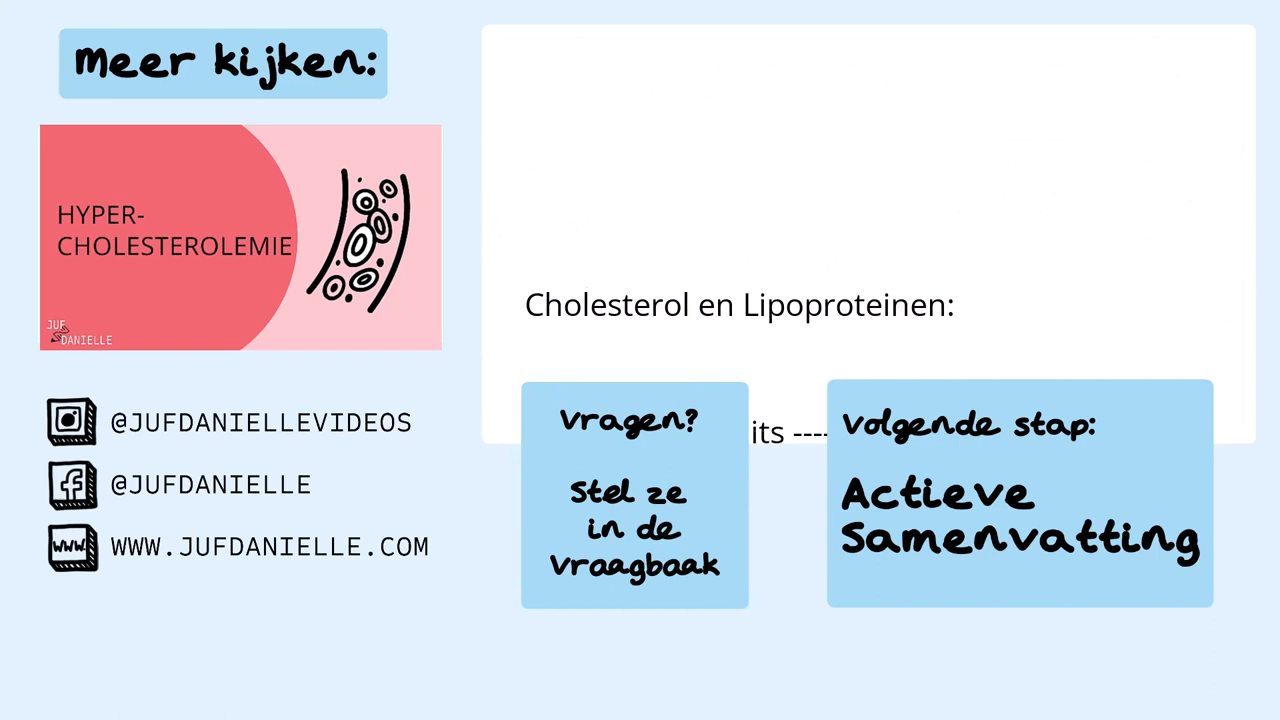 Meer kijken:
HYPER-
CHOLESTEROLEMIE
JUF
DANIELLE
@JUFDANIELLEVIDEOS
@JUFDANIELLE
WWW
WWW.JUFDANIELLE.COM
Cholesterol en Lipoproteinen:
its ----
Vragen?
Stel ze
in de
vraagbaak
Volgende stap:
Actieve
Samenvatting